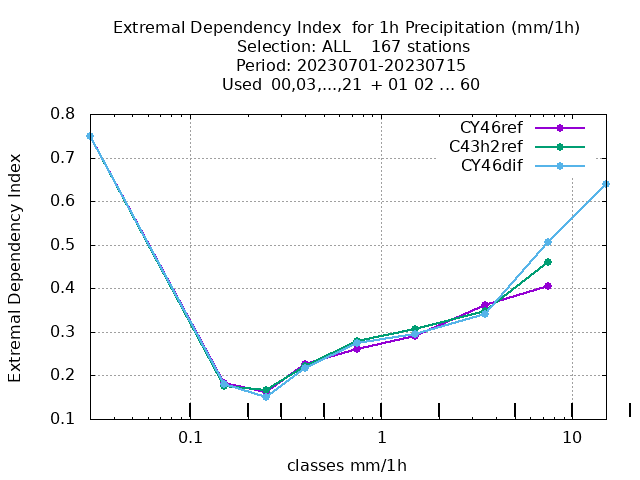 Extremal Dependency Index  for 1h Precipitation (mm/1h)
Selection: ALL    167 stations
Period: 20230701-20230715
Used  00,03,...,21  + 01 02 ... 60
CY46ref
C43h2ref
CY46dif
Extremal Dependency Index
0.8
0.7
0.6
0.5
0.4
0.3
0.2
0.1
0.1 1 10
classes mm/1h